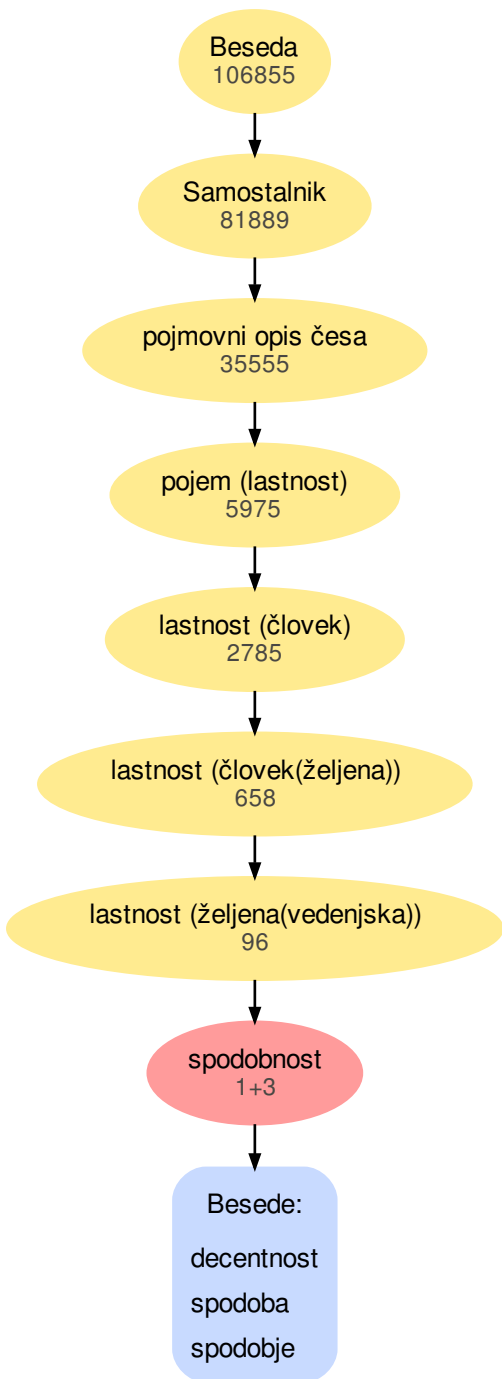 Beseda
106855
Samostalnik
81889
pojmovni opis česa
35555
pojem (lastnost)
5975
lastnost (človek)
2785
lastnost (človek(željena))
658
lastnost (željena(vedenjska))
96
spodobnost
1+3
Besede:
decentnost
spodoba
spodobje